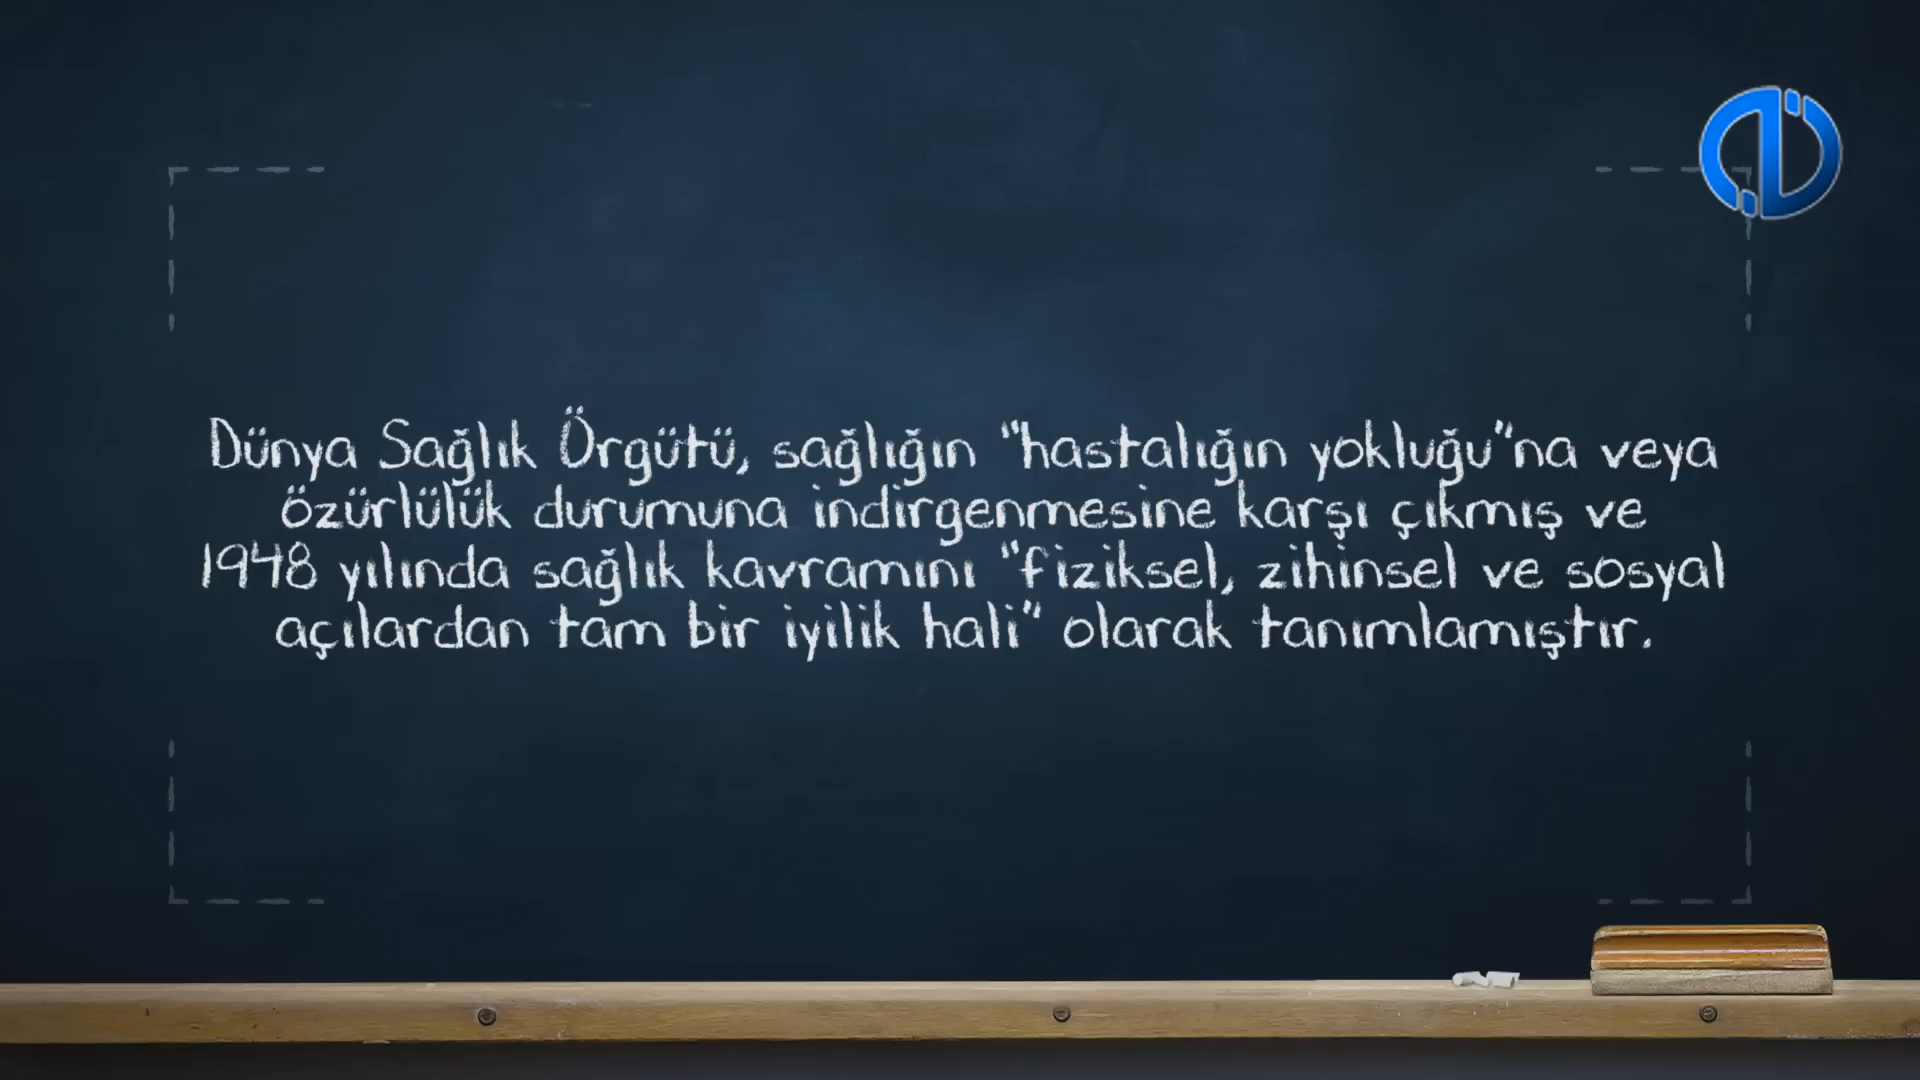 Dünya Sağlık Örgütü, sağlığın "hastalığın yokluğu"na veya
özürlülük durumuna indirgenmesine karşı çıkmış ve
1948 yılında sağlık kavramını "fiziksel, zihinsel ve sosyal
açılardan tam bir iyilik hali" olarak tanımlamıştır.